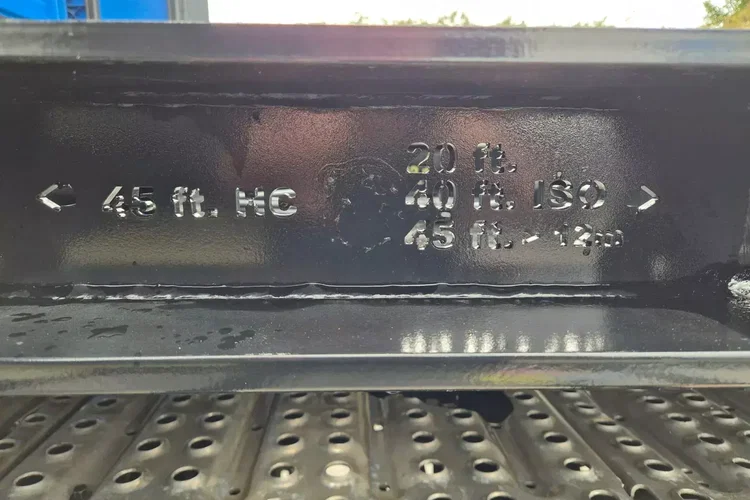 45 ft. HC
20 ft.
40 ft. ISO
45 ft. - 12m